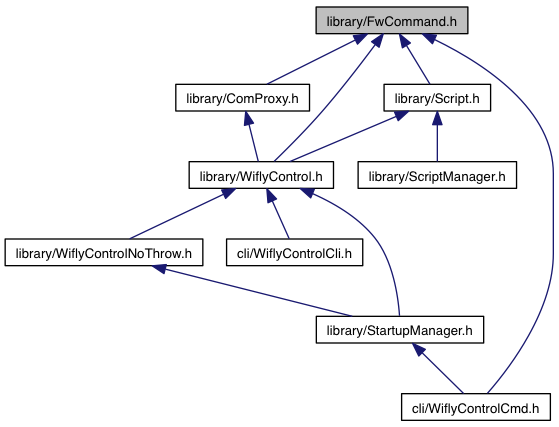 library/FwCommand.h
library/ComProxy.h
library/Script.h
library/WiflyControl.h
library/ScriptManager.h
library/WiflyControlNoThrow.h
cli/WiflyControlCli.h
library/StartupManager.h
cli/WiflyControlCmd.h